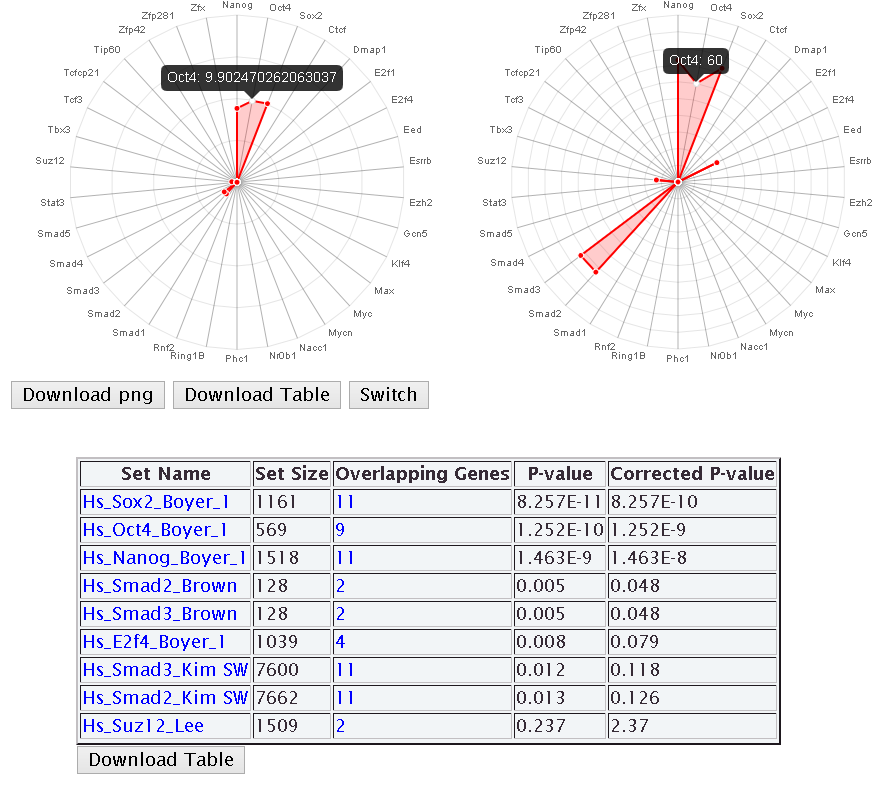 Nanog
Oct4
Sox2
Ctcf
Dmap1
E2f1
E2f4
Eed
Esrrb
Ezh2
Gcn5
Klf4
Max
Myc
Mycn
Nacc1
Nr0b1
Phc1
Ring1B
Rnf2
Smad1
Smad2
Smad3
Smad4
Smad5
Stat3
Suz12
Tbx3
Tcf3
Tcfcp21
Tip60
Zfp42
Zfp281
Zfx
Oct4: 9.902470262063037
Nanog
Oct4
Sox2
Ctcf
Dmap1
E2f1
E2f4
Eed
Esrrb
Ezh2
Gcn5
Klf4
Max
Myc
Mycn
Nacc1
Nr0b1
Phc1
Ring1B
Rnf2
Smad1
Smad2
Smad3
Smad4
Smad5
Stat3
Suz12
Tbx3
Tcf3
Tcfcp21
Tip60
Zfp42
Zfp281
Zfx
Oct4: 60
Download png Download Table Switch
Set Name Set Size Overlapping Genes P-value Corrected P-value
Hs_Sox2_Boyer_1 1161 11 8.257E-11 8.257E-10
Hs_Oct4_Boyer_1 569 9 1.252E-10 1.252E-9
Hs_Nanog_Boyer_1 1518 11 1.463E-9 1.463E-8
Hs_Smad2_Brown 128 2 0.005 0.048
Hs_Smad3_Brown 128 2 0.005 0.048
Hs_E2f4_Boyer_1 1039 4 0.008 0.079
Hs_Smad3_Kim SW 7600 11 0.012 0.118
Hs_Smad2_Kim SW 7662 11 0.013 0.126
Hs_Suz12_Lee 1509 2 0.237 2.37
Download Table